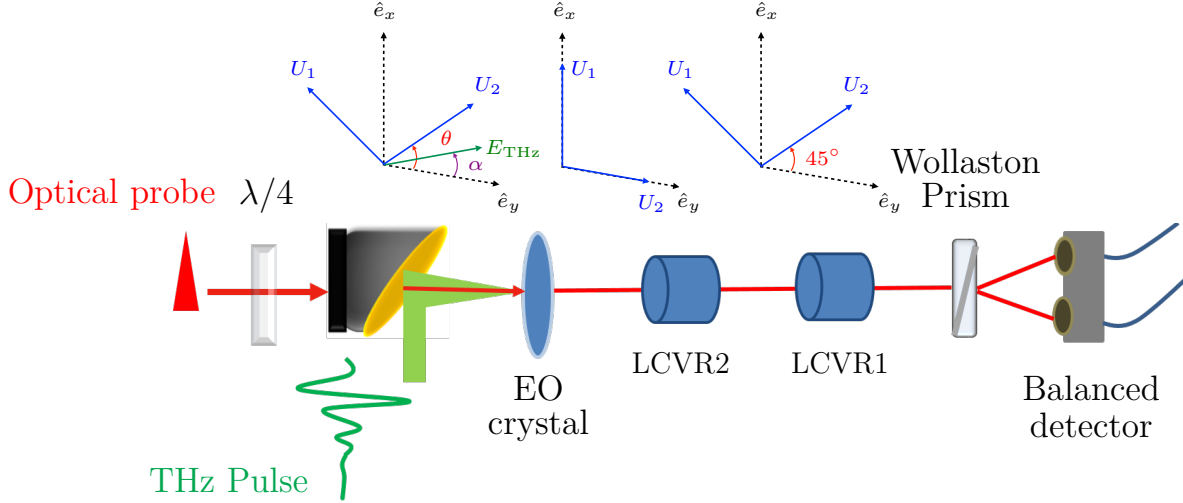 ê_x ê_x ê_x
U_1 U_2 U_1 U_1 U_2
θ E_THz 45°
α
ê_y U_2 ê_y ê_y
Wollaston
Prism
Optical probe λ/4
LCVR2 LCVR1
EO
crystal
Balanced
detector
THz Pulse